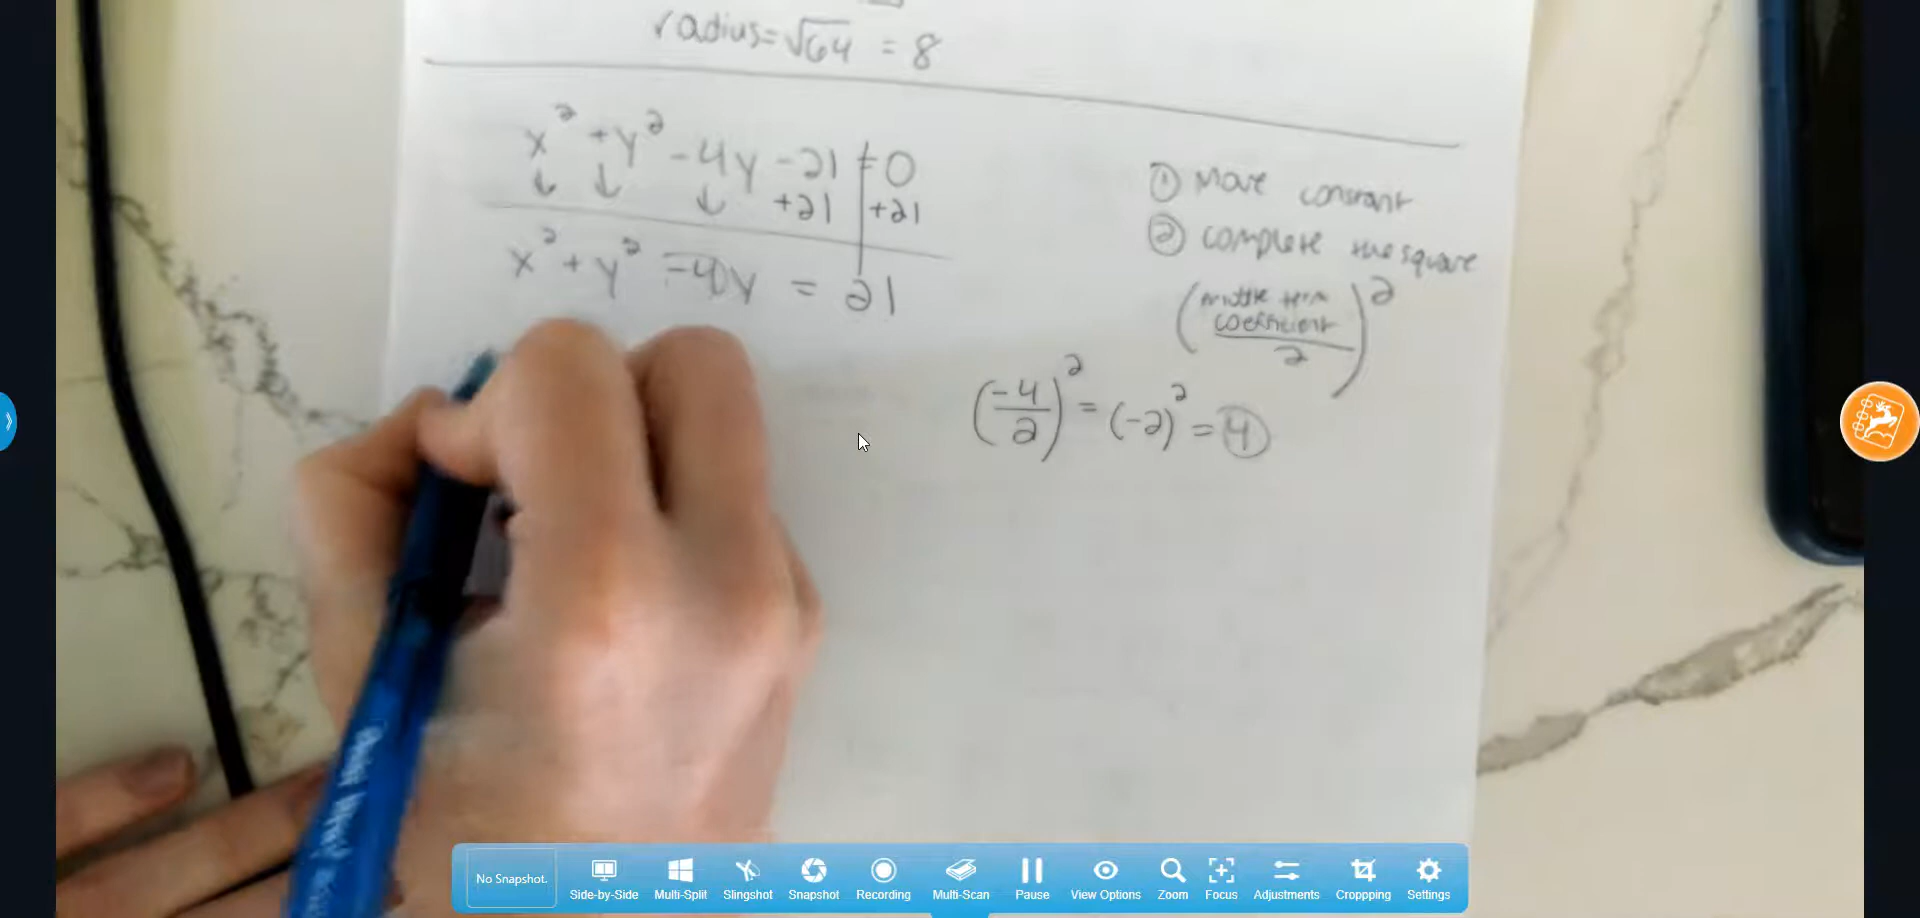 radius = √64 = 8
x² + y² - 4y - 21 = 0
↓ ↓ ↓ +21 +21
x² + y² - 4y = 21
① Move constant
② complete the square
(middle term coefficient / 2)²
(-4/2)² = (-2)² = 4
No Snapshot.
Side-by-Side
Multi-Split
Slingshot
Snapshot
Recording
Multi-Scan
Pause
View Options
Zoom
Focus
Adjustments
Croppping
Settings